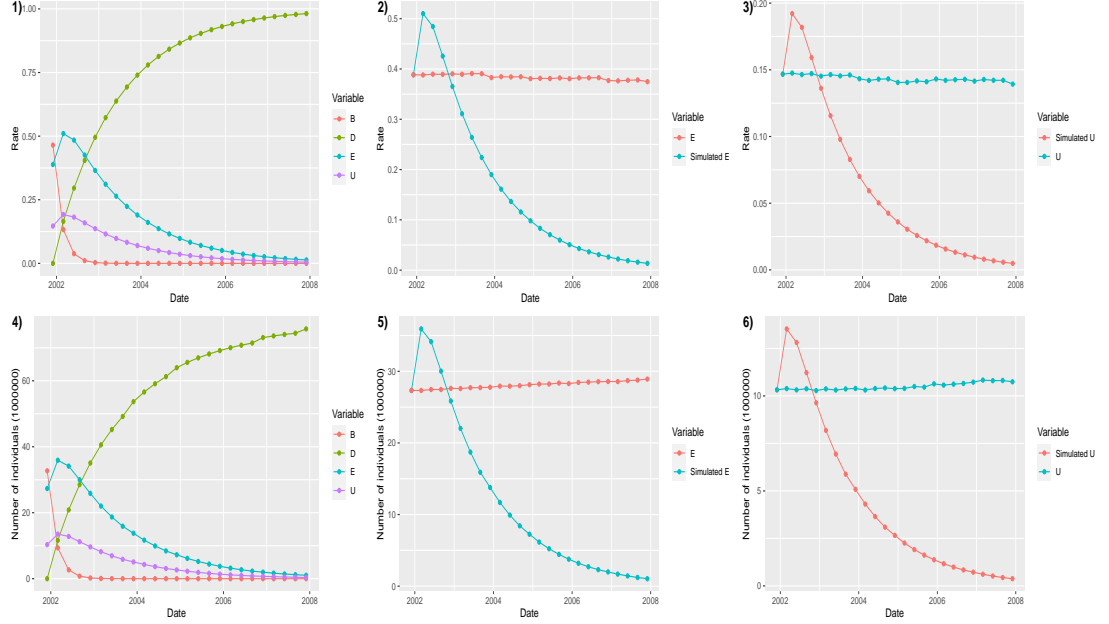 1)
1.00
0.75
0.50
0.25
0.00
Rate
2002
2004
2006
2008
Date
Variable
B
D
E
U
2)
0.5
0.4
0.3
0.2
0.1
0.0
Rate
2002
2004
2006
2008
Date
Variable
E
Simulated E
3)
0.20
0.15
0.10
0.05
0.00
Rate
2002
2004
2006
2008
Date
Variable
Simulated U
U
4)
60
40
20
0
Number of individuals (1000000)
2002
2004
2006
2008
Date
Variable
B
D
E
U
5)
30
20
10
0
Number of individuals (1000000)
2002
2004
2006
2008
Date
Variable
E
Simulated E
6)
10
5
0
Number of individuals (1000000)
2002
2004
2006
2008
Date
Variable
Simulated U
U